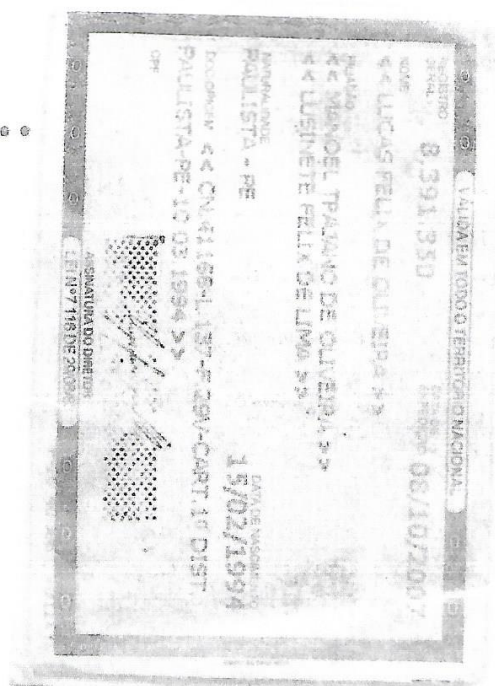 VÁLIDA EM TODO O TERRITÓRIO NACIONAL
REGISTRO GERAL 8.391.330 DATA DE EXPEDIÇÃO 08/10/2007
NOME
<< LUCAS FELIX DE OLIVEIRA >>
FILIAÇÃO
<< MANOEL TRAJANO DE OLIVEIRA >>
<< LUSINETE FELIX DE LIMA >>
NATURALIDADE DATA DE NASCIMENTO
PAULISTA - PE 15/02/1994
DOC.ORIGEM << CN.41168-L.137-F.29V-CART.1º DIST
PAULISTA-PE-10.03.1994 >>
CPF
ASSINATURA DO DIRETOR
LEI Nº 7.116 DE 29/08/83